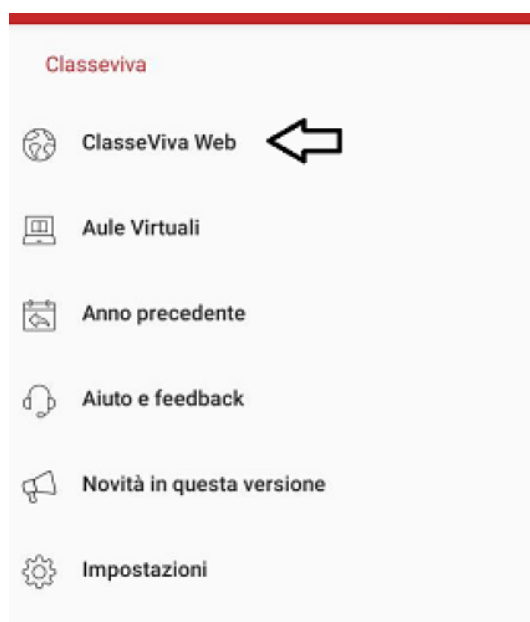 Classeviva
ClasseViva Web
Aule Virtuali
Anno precedente
Aiuto e feedback
Novità in questa versione
Impostazioni